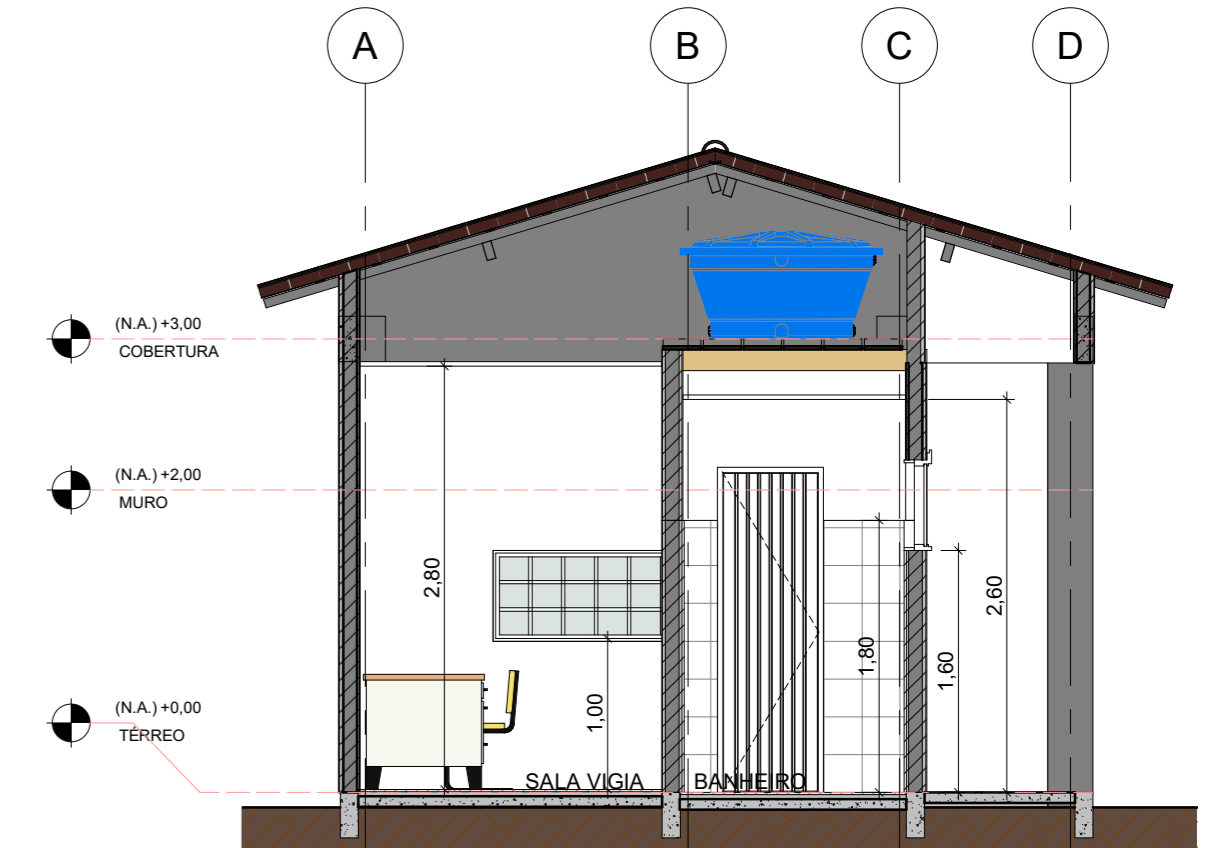 A
B
C
D
(N.A.) +3,00
COBERTURA
(N.A.) +2,00
MURO
2,80
2,60
1,80
1,60
1,00
(N.A.) +0,00
TÉRREO
SALA VIGIA
BANHEIRO